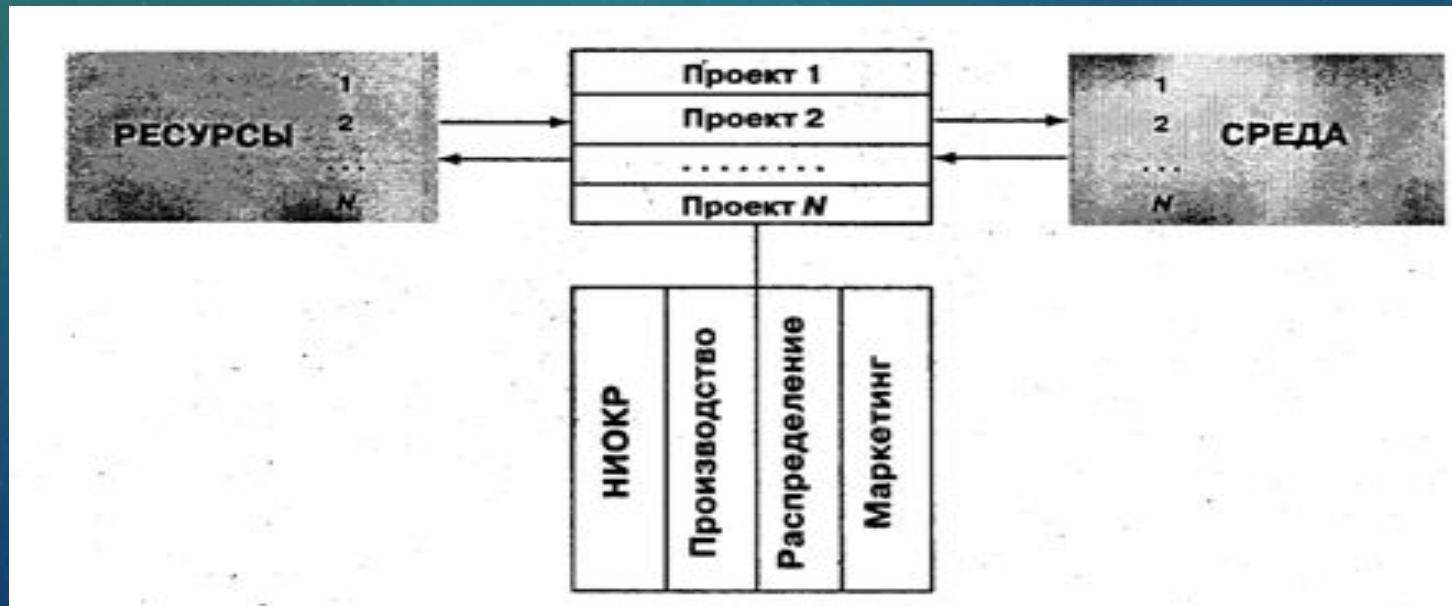 РЕСУРСЫ
1
2
...
N
Проект 1
Проект 2
. . . . . . . .
Проект N
1
2
...
N
СРЕДА
НИОКР
Производство
Распределение
Маркетинг